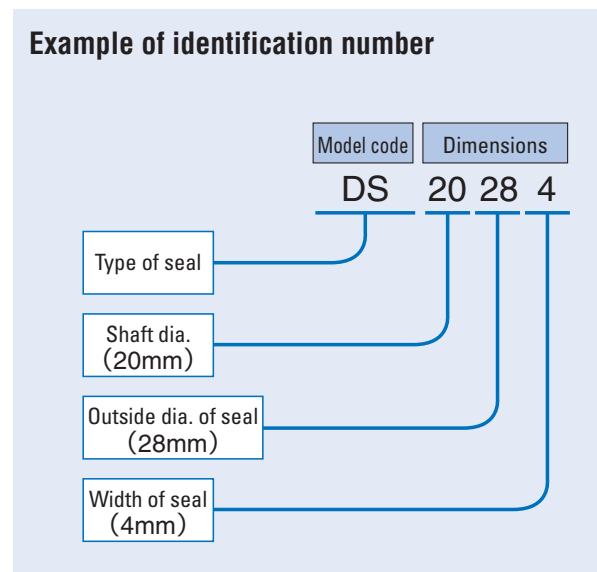 Example of identification number
Model code Dimensions
DS 20 28 4
Type of seal
Shaft dia.
（20mm）
Outside dia. of seal
（28mm）
Width of seal
（4mm）